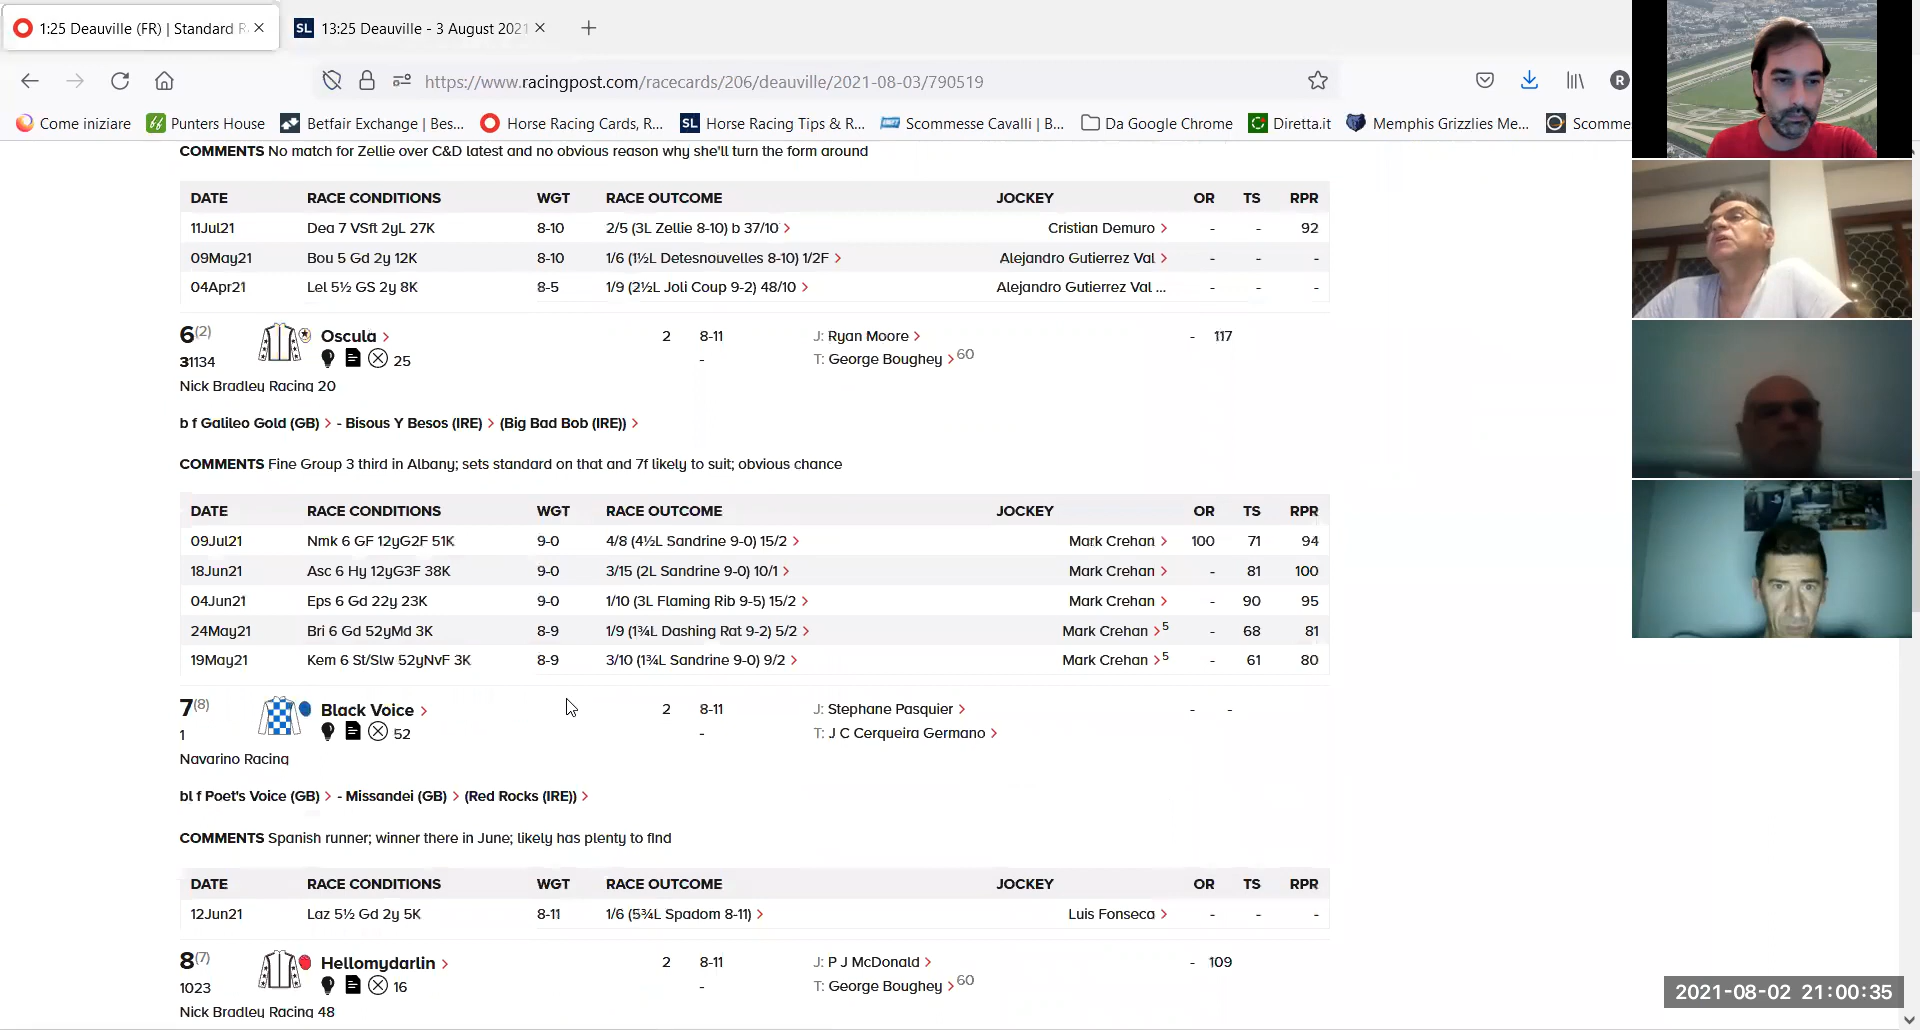 1:25 Deauville (FR) | Standard R
SL 13:25 Deauville - 3 August 2021
https://www.racingpost.com/racecards/206/deauville/2021-08-03/790519
R
Come iniziare Punters House Betfair Exchange | Bes... Horse Racing Cards, R... SL Horse Racing Tips & R... Scommesse Cavalli | B... Da Google Chrome Diretta.it Memphis Grizzlies Me... Scomme
COMMENTS No match for Zellie over C&D latest and no obvious reason why she'll turn the form around
DATE RACE CONDITIONS WGT RACE OUTCOME JOCKEY OR TS RPR
11Jul21 Dea 7 VSft 2yL 27K 8-10 2/5 (3L Zellie 8-10) b 37/10 Cristian Demuro - - 92
09May21 Bou 5 Gd 2y 12K 8-10 1/6 (1½L Detesnouvelles 8-10) 1/2F Alejandro Gutierrez Val - - -
04Apr21 Lel 5½ GS 2y 8K 8-5 1/9 (2½L Joli Coup 9-2) 48/10 Alejandro Gutierrez Val ... - - -
6(2) Oscula 2 8-11 J: Ryan Moore - 117
31134 25 - T: George Boughey 60
Nick Bradley Racing 20
b f Galileo Gold (GB) - Bisous Y Besos (IRE) (Big Bad Bob (IRE))
COMMENTS Fine Group 3 third in Albany; sets standard on that and 7f likely to suit; obvious chance
DATE RACE CONDITIONS WGT RACE OUTCOME JOCKEY OR TS RPR
09Jul21 Nmk 6 GF 12yG2F 51K 9-0 4/8 (4½L Sandrine 9-0) 15/2 Mark Crehan 100 71 94
18Jun21 Asc 6 Hy 12yG3F 38K 9-0 3/15 (2L Sandrine 9-0) 10/1 Mark Crehan - 81 100
04Jun21 Eps 6 Gd 22y 23K 9-0 1/10 (3L Flaming Rib 9-5) 15/2 Mark Crehan - 90 95
24May21 Bri 6 Gd 52yMd 3K 8-9 1/9 (1¾L Dashing Rat 9-2) 5/2 Mark Crehan 5 - 68 81
19May21 Kem 6 St/Slw 52yNvF 3K 8-9 3/10 (1¾L Sandrine 9-0) 9/2 Mark Crehan 5 - 61 80
7(8) Black Voice 2 8-11 J: Stephane Pasquier - -
1 52 - T: J C Cerqueira Germano
Navarino Racing
bl f Poet's Voice (GB) - Missandei (GB) (Red Rocks (IRE))
COMMENTS Spanish runner; winner there in June; likely has plenty to find
DATE RACE CONDITIONS WGT RACE OUTCOME JOCKEY OR TS RPR
12Jun21 Laz 5½ Gd 2y 5K 8-11 1/6 (5¾L Spadom 8-11) Luis Fonseca - - -
8(7) Hellomydarlin 2 8-11 J: P J McDonald - 109
1023 16 - T: George Boughey 60
Nick Bradley Racing 48
2021-08-02 21:00:35